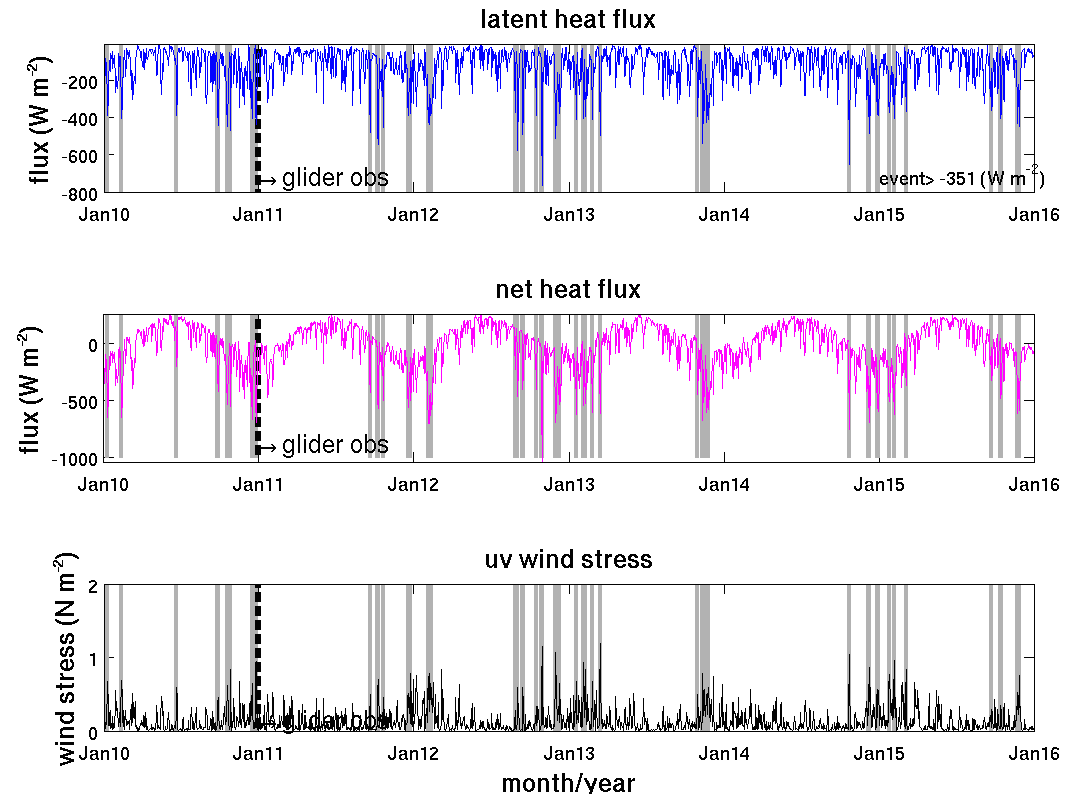 latent heat flux
flux (W m-2)
-200
-400
-600
-800
→ glider obs
event> -351 (W m-2)
Jan10 Jan11 Jan12 Jan13 Jan14 Jan15 Jan16
net heat flux
flux (W m-2)
0
-500
-1000
→ glider obs
Jan10 Jan11 Jan12 Jan13 Jan14 Jan15 Jan16
uv wind stress
wind stress (N m-2)
2
1
0
→ glider obs
Jan10 Jan11 Jan12 Jan13 Jan14 Jan15 Jan16
month/year